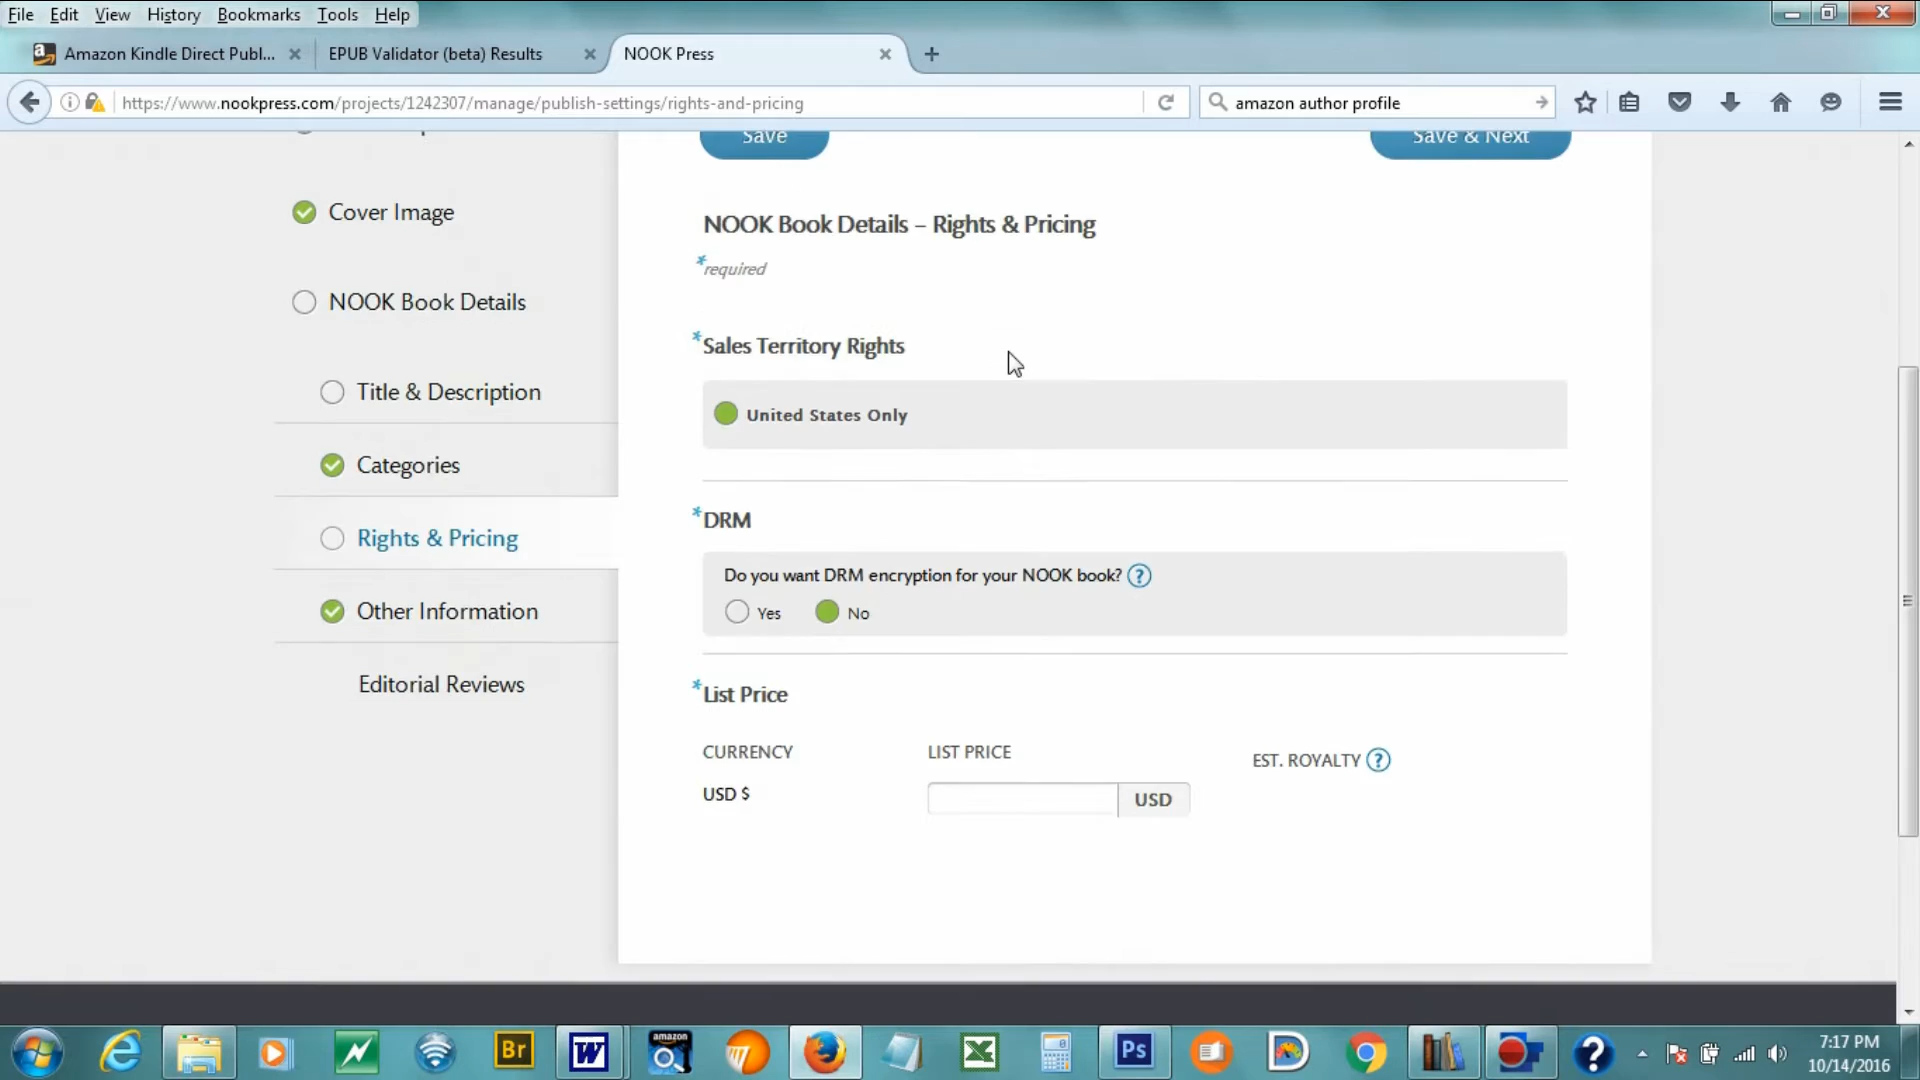 File Edit View History Bookmarks Tools Help
Amazon Kindle Direct Publ...
EPUB Validator (beta) Results
NOOK Press
https://www.nookpress.com/projects/1242307/manage/publish-settings/rights-and-pricing
amazon author profile
Save
Save & Next
Cover Image
NOOK Book Details
Title & Description
Categories
Rights & Pricing
Other Information
Editorial Reviews
NOOK Book Details – Rights & Pricing
*required
*Sales Territory Rights
United States Only
*DRM
Do you want DRM encryption for your NOOK book? ?
Yes No
*List Price
CURRENCY LIST PRICE EST. ROYALTY ?
USD $ USD
Br
W
amazon
Ps
7:17 PM
10/14/2016